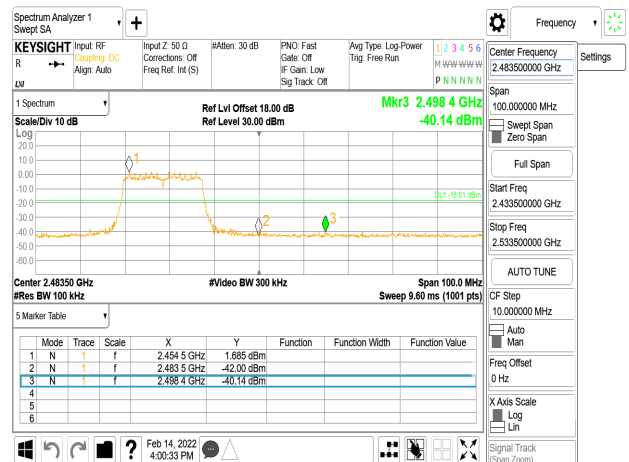 Spectrum Analyzer 1
Swept SA
Frequency
KEYSIGHT
R
LXI
Input: RF
Coupling: DC
Align: Auto
Input Z: 50 Ω
Corrections: Off
Freq Ref: Int (S)
#Atten: 30 dB
PNO: Fast
Gate: Off
IF Gain: Low
Sig Track: Off
Avg Type: Log-Power
Trig: Free Run
1 2 3 4 5 6
M W W W W W
P N N N N N
Center Frequency
2.483500000 GHz
Settings
Span
100.000000 MHz
Swept Span
Zero Span
Full Span
Start Freq
2.433500000 GHz
Stop Freq
2.533500000 GHz
AUTO TUNE
CF Step
10.000000 MHz
Auto
Man
Freq Offset
0 Hz
X Axis Scale
Log
Lin
Signal Track
(Span Zoom)
1 Spectrum
Scale/Div 10 dB
Ref Lvl Offset 18.00 dB
Ref Level 30.00 dBm
Mkr3 2.498 4 GHz
-40.14 dBm
Log
20.0
10.0
0.00
-10.0
-20.0
-30.0
-40.0
-50.0
-60.0
1
2
3
DL1 -18.01 dBm
Center 2.48350 GHz
#Res BW 100 kHz
#Video BW 300 kHz
Span 100.0 MHz
Sweep 9.60 ms (1001 pts)
5 Marker Table
Mode Trace Scale X Y Function Function Width Function Value
1 N 1 f 2.454 5 GHz 1.685 dBm
2 N 1 f 2.483 5 GHz -42.00 dBm
3 N 1 f 2.498 4 GHz -40.14 dBm
4
5
6
?
Feb 14, 2022
4:00:33 PM